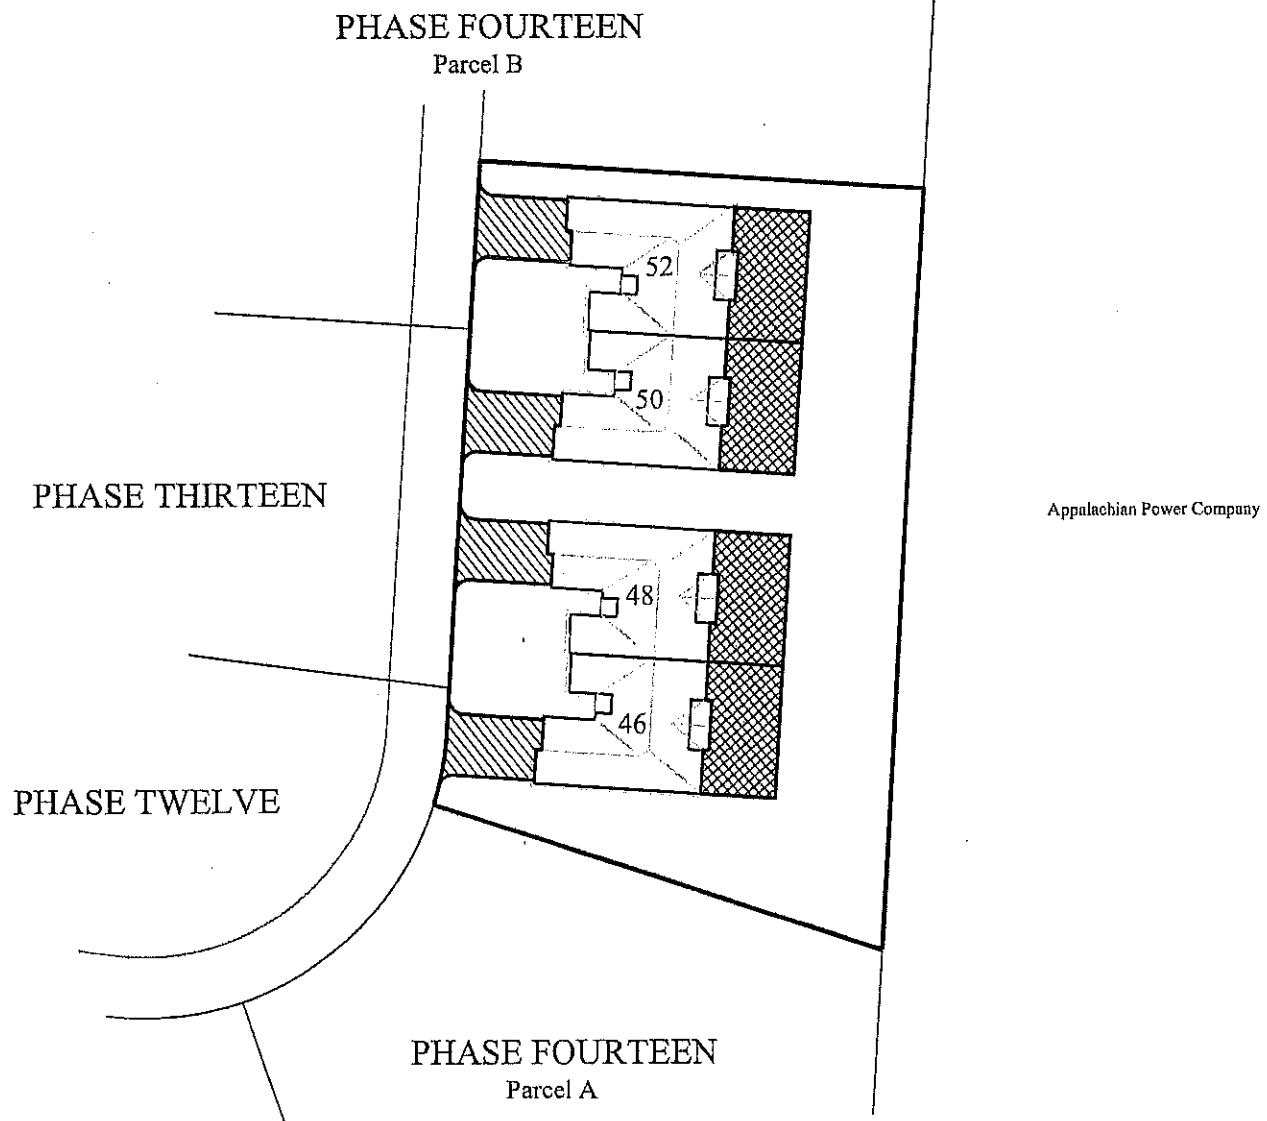 PHASE FOURTEEN
Parcel B
52
50
PHASE THIRTEEN
Appalachian Power Company
48
46
PHASE TWELVE
PHASE FOURTEEN
Parcel A